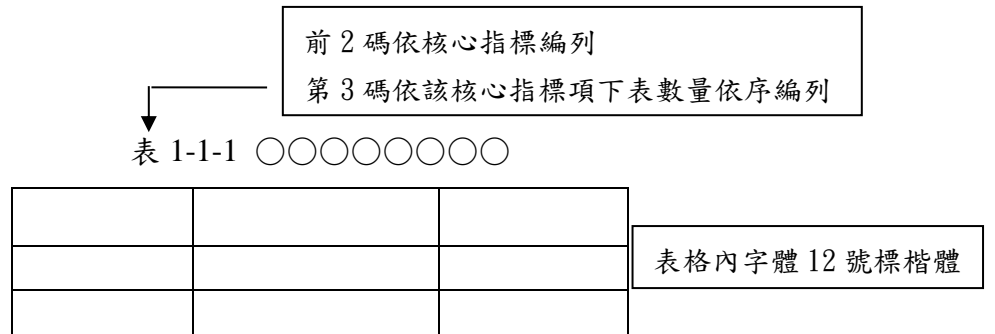 前 2 碼依核心指標編列
第 3 碼依該核心指標項下表數量依序編列
表 1-1-1 ○○○○○○○○
表格內字體 12 號標楷體